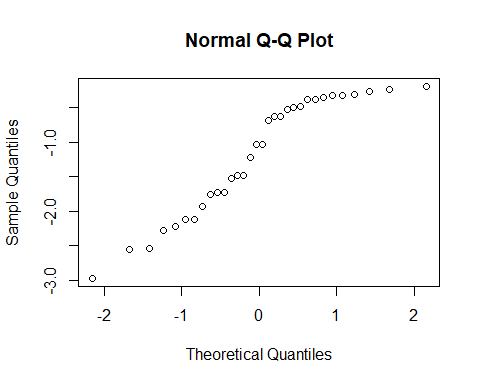 Normal Q-Q Plot
Sample Quantiles
-1.0
-2.0
-3.0
-2
-1
0
1
2
Theoretical Quantiles